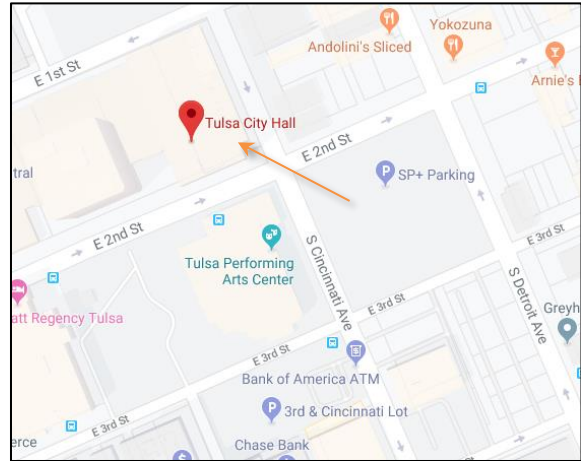 Andolini's Sliced
Yokozuna
E 1st St
Arnie's
Tulsa City Hall
E 2nd St
tral
SP+ Parking
E 2nd St
Tulsa Performing
Arts Center
S Cincinnati Ave
E 3rd St
S Detroit Ave
E 3rd St
att Regency Tulsa
Greyh
E 3rd St
Bank of America ATM
3rd & Cincinnati Lot
E 3rd St
erce
Chase Bank